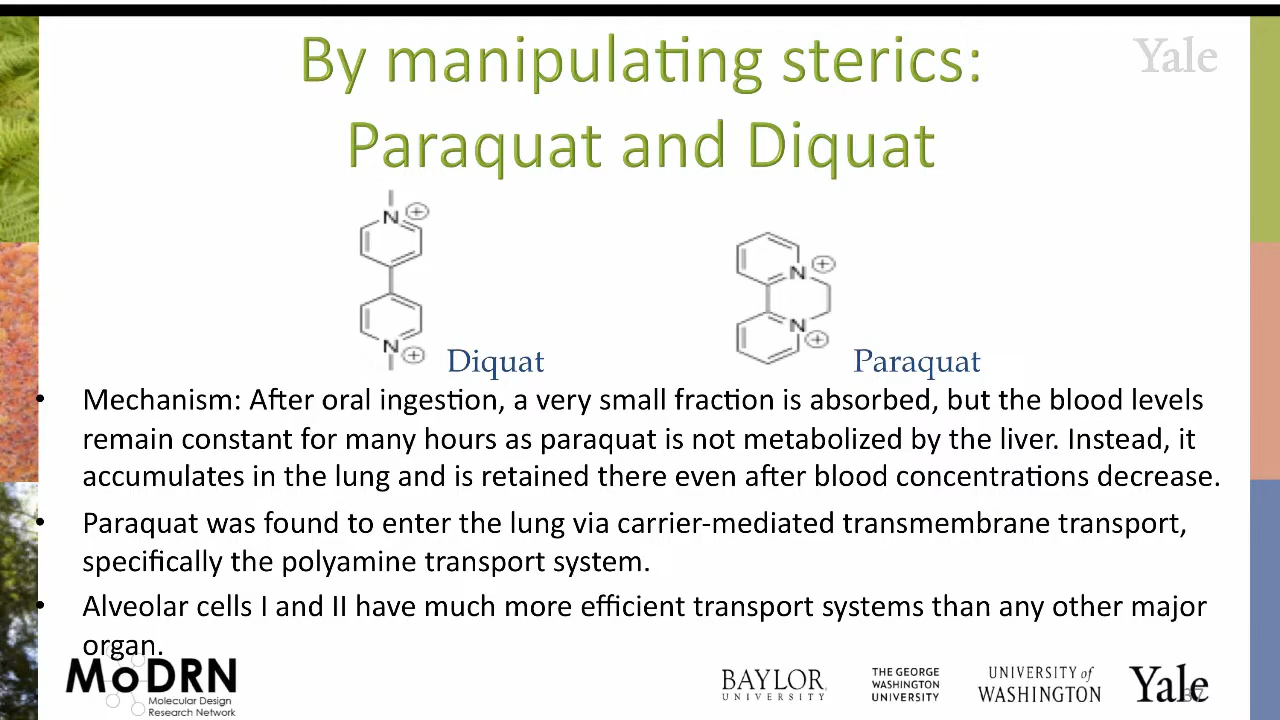 By manipulating sterics:
Yale
Paraquat and Diquat
N +
N +
Diquat
N +
N +
Paraquat
• Mechanism: After oral ingestion, a very small fraction is absorbed, but the blood levels
remain constant for many hours as paraquat is not metabolized by the liver. Instead, it
accumulates in the lung and is retained there even after blood concentrations decrease.
• Paraquat was found to enter the lung via carrier-mediated transmembrane transport,
specifically the polyamine transport system.
• Alveolar cells I and II have much more efficient transport systems than any other major
organ.
MoDRN
Molecular Design
Research Network
BAYLOR
UNIVERSITY
THE GEORGE
WASHINGTON
UNIVERSITY
UNIVERSITY of
WASHINGTON
Yale
37